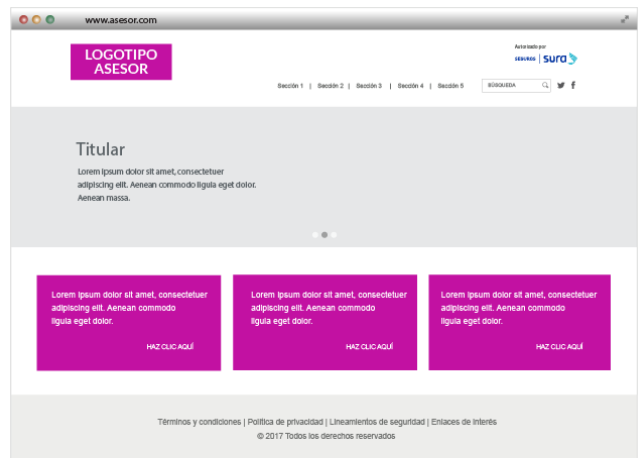 www.asesor.com
LOGOTIPO
ASESOR
Autorizado por
SEGUROS | sura
Sección 1 | Sección 2 | Sección 3 | Sección 4 | Sección 5
BÚSQUEDA
Titular
Lorem ipsum dolor sit amet, consectetuer
adipiscing elit. Aenean commodo ligula eget dolor.
Aenean massa.
Lorem ipsum dolor sit amet, consectetuer
adipiscing elit. Aenean commodo
ligula eget dolor.
HAZ CLIC AQUÍ
Lorem ipsum dolor sit amet, consectetuer
adipiscing elit. Aenean commodo
ligula eget dolor.
HAZ CLIC AQUÍ
Lorem ipsum dolor sit amet, consectetuer
adipiscing elit. Aenean commodo
ligula eget dolor.
HAZ CLIC AQUÍ
Términos y condiciones | Política de privacidad | Lineamientos de seguridad | Enlaces de interés
© 2017 Todos los derechos reservados